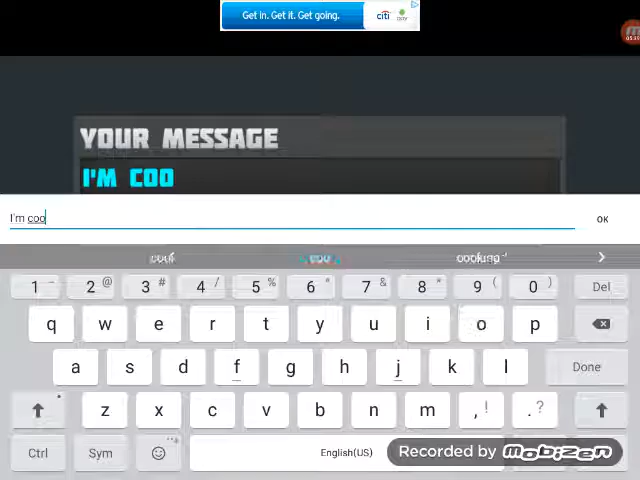 Get in. Get it. Get going. citi
YOUR MESSAGE
I'M COO
I'm coo OK
coo cooking >
1 - 2 @ 3 # 4 / 5 % 6 ^ 7 & 8 * 9 ( 0 ) Del
q w e r t y u i o p
a s d f g h j k l Done
z x c v b n m , ! . ?
Ctrl Sym English(US) Recorded by mobizen